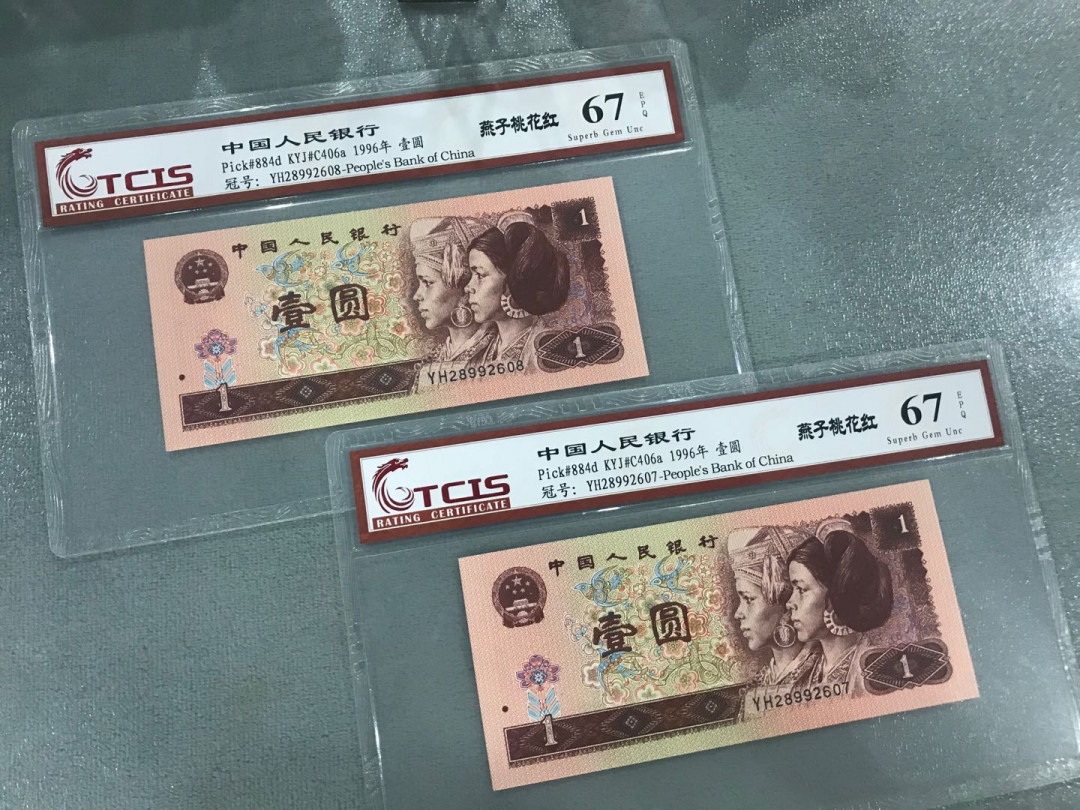 中国人民银行
燕子桃花红
67
EPQ
Pick#884d KYJ#C406a 1996年 壹圆
Superb Gem Unc
TCIS
RATING CERTIFICATE
冠号: YH28992608-People's Bank of China
中国人民银行
1
壹圆
1
YH28992608
1
中国人民银行
燕子桃花红
67
EPQ
Pick#884d KYJ#C406a 1996年 壹圆
Superb Gem Unc
TCIS
RATING CERTIFICATE
冠号: YH28992607-People's Bank of China
中国人民银行
1
壹圆
1
YH28992607
1